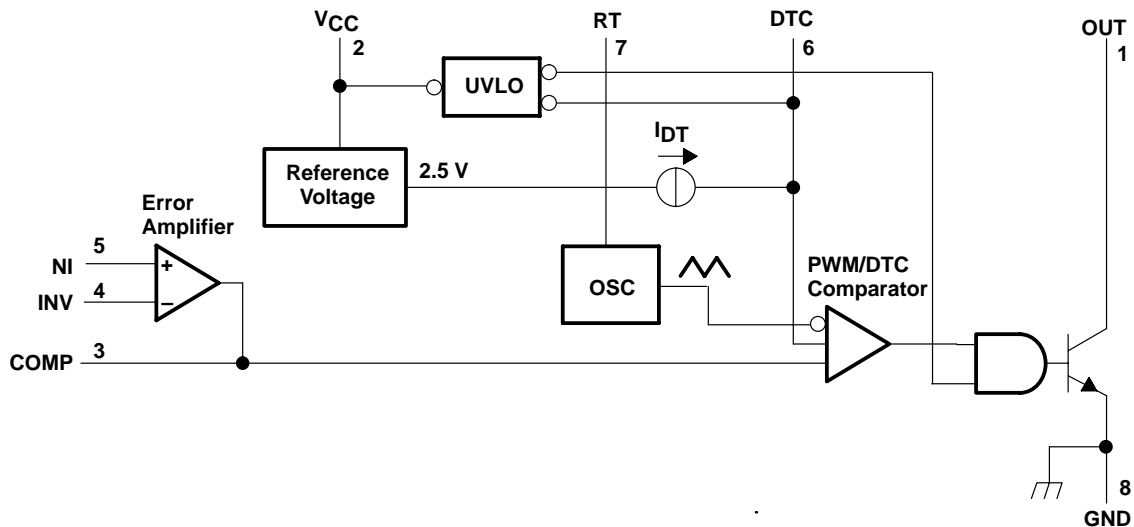 VCC
2
RT
7
DTC
6
OUT
1
UVLO
IDT
Reference
Voltage
2.5 V
Error
Amplifier
5
NI
+
4
INV
−
OSC
PWM/DTC
Comparator
3
COMP
8
GND